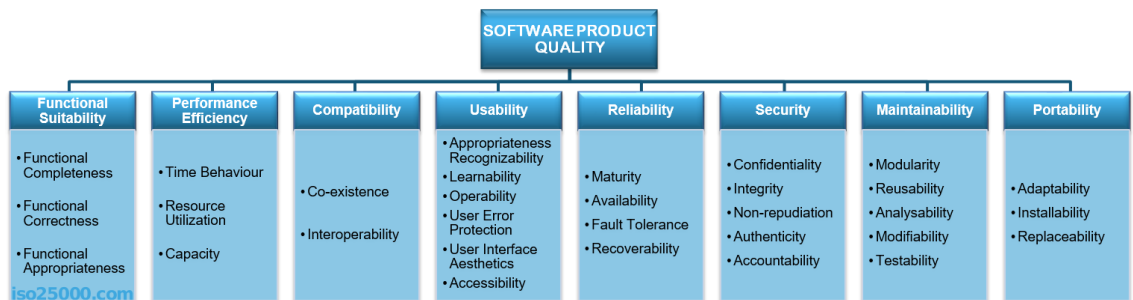 SOFTWARE PRODUCT
QUALITY
Functional
Suitability
• Functional
Completeness
• Functional
Correctness
• Functional
Appropriateness
Performance
Efficiency
• Time Behaviour
• Resource
Utilization
• Capacity
Compatibility
• Co-existence
• Interoperability
Usability
• Appropriateness
Recognizability
• Learnability
• Operability
• User Error
Protection
• User Interface
Aesthetics
• Accessibility
Reliability
• Maturity
• Availability
• Fault Tolerance
• Recoverability
Security
• Confidentiality
• Integrity
• Non-repudiation
• Authenticity
• Accountability
Maintainability
• Modularity
• Reusability
• Analysability
• Modifiability
• Testability
Portability
• Adaptability
• Installability
• Replaceability
iso25000.com